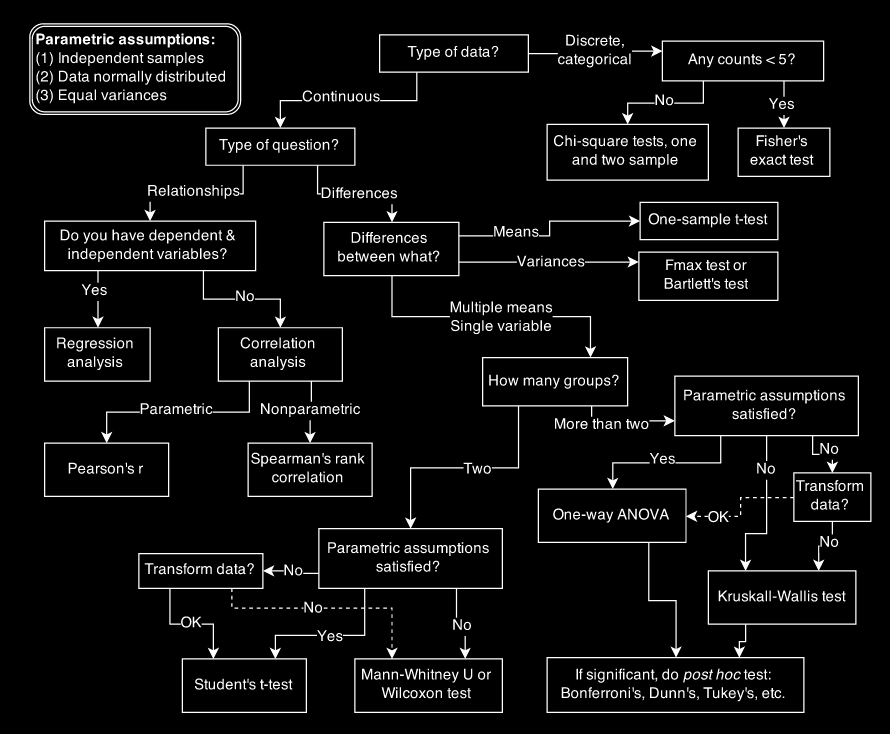 Parametric assumptions:
(1) Independent samples
(2) Data normally distributed
(3) Equal variances
Type of data?
Discrete,
categorical
Any counts < 5?
Continuous
No
Yes
Type of question?
Chi-square tests, one
and two sample
Fisher's
exact test
Relationships
Differences
Do you have dependent &
independent variables?
Differences
between what?
Means
One-sample t-test
Variances
Fmax test or
Bartlett's test
Yes
No
Multiple means
Single variable
Regression
analysis
Correlation
analysis
How many groups?
Parametric
Nonparametric
More than two
Parametric assumptions
satisfied?
Pearson's r
Spearman's rank
correlation
Two
Yes
No
No
Transform
data?
One-way ANOVA
OK
No
Parametric assumptions
satisfied?
Transform data?
No
Kruskall-Wallis test
No
OK
Yes
No
Student's t-test
Mann-Whitney U or
Wilcoxon test
If significant, do post hoc test:
Bonferroni's, Dunn's, Tukey's, etc.